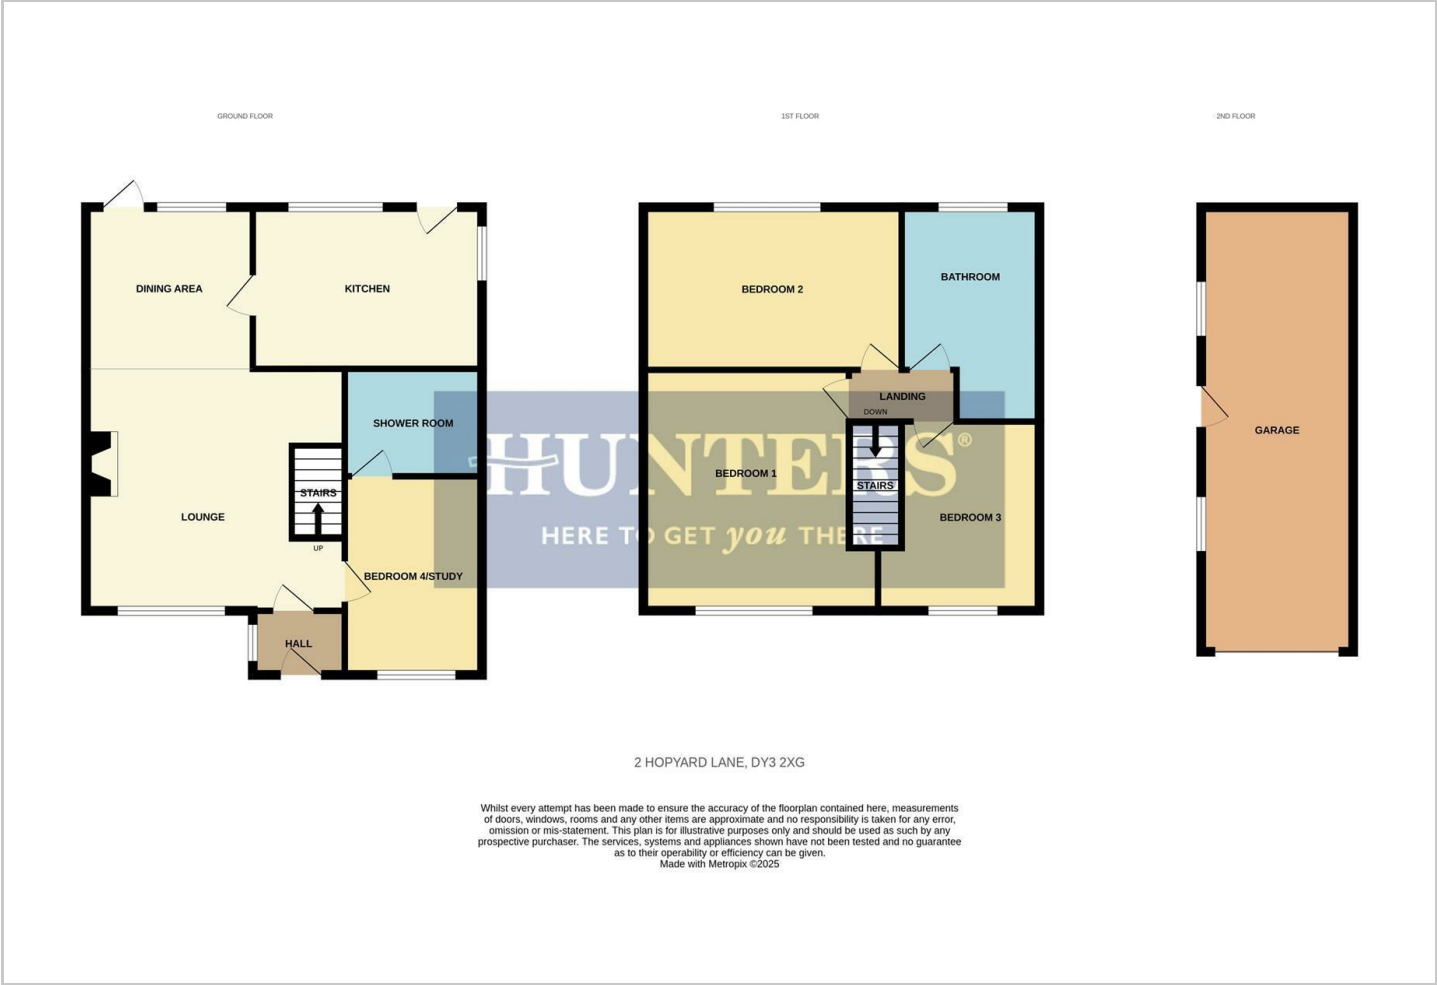 GROUND FLOOR
1ST FLOOR
2ND FLOOR
DINING AREA
KITCHEN
SHOWER ROOM
STAIRS
LOUNGE
UP
BEDROOM 4/STUDY
HALL
BEDROOM 2
BATHROOM
LANDING
DOWN
BEDROOM 1
STAIRS
BEDROOM 3
GARAGE
HUNTERS®
HERE TO GET you THERE
2 HOPYARD LANE, DY3 2XG
Whilst every attempt has been made to ensure the accuracy of the floorplan contained here, measurements
of doors, windows, rooms and any other items are approximate and no responsibility is taken for any error,
omission or mis-statement. This plan is for illustrative purposes only and should be used as such by any
prospective purchaser. The services, systems and appliances shown have not been tested and no guarantee
as to their operability or efficiency can be given.
Made with Metropix ©2025